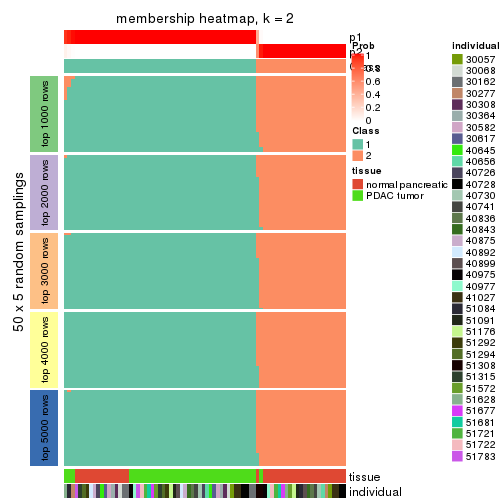 membership heatmap, k = 2
p1
p2
Class
50 x 5 random samplings
top 1000 rows
top 2000 rows
top 3000 rows
top 4000 rows
top 5000 rows
tissue
individual
Prob
1
0.8
0.6
0.4
0.2
0
Class
1
2
tissue
normal pancreatic
PDAC tumor
individual
30057
30068
30162
30277
30308
30364
30582
30617
40645
40656
40726
40728
40730
40741
40836
40843
40875
40892
40899
40975
40977
41027
51084
51091
51176
51292
51294
51308
51315
51572
51628
51677
51681
51721
51722
51783